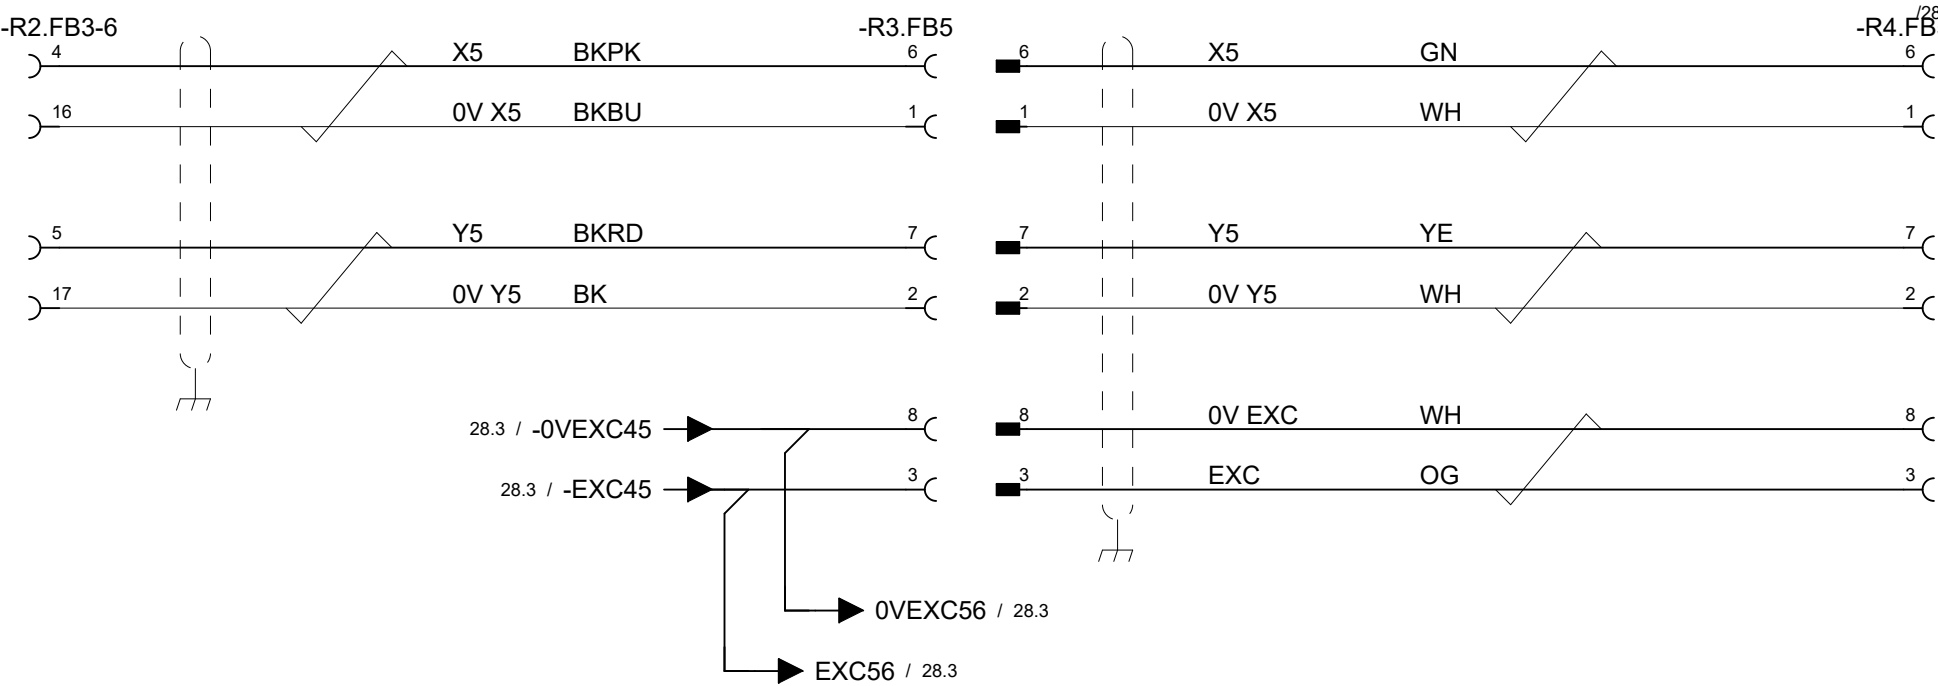 /28
-R2.FB3-6 -R3.FB5 -R4.FB
4 X5 BKPK 6 6 X5 GN 6
16 0V X5 BKBU 1 1 0V X5 WH 1
5 Y5 BKRD 7 7 Y5 YE 7
17 0V Y5 BK 2 2 0V Y5 WH 2
28.3 / -0VEXC45 8 8 0V EXC WH 8
28.3 / -EXC45 3 3 EXC OG 3
0VEXC56 / 28.3
EXC56 / 28.3